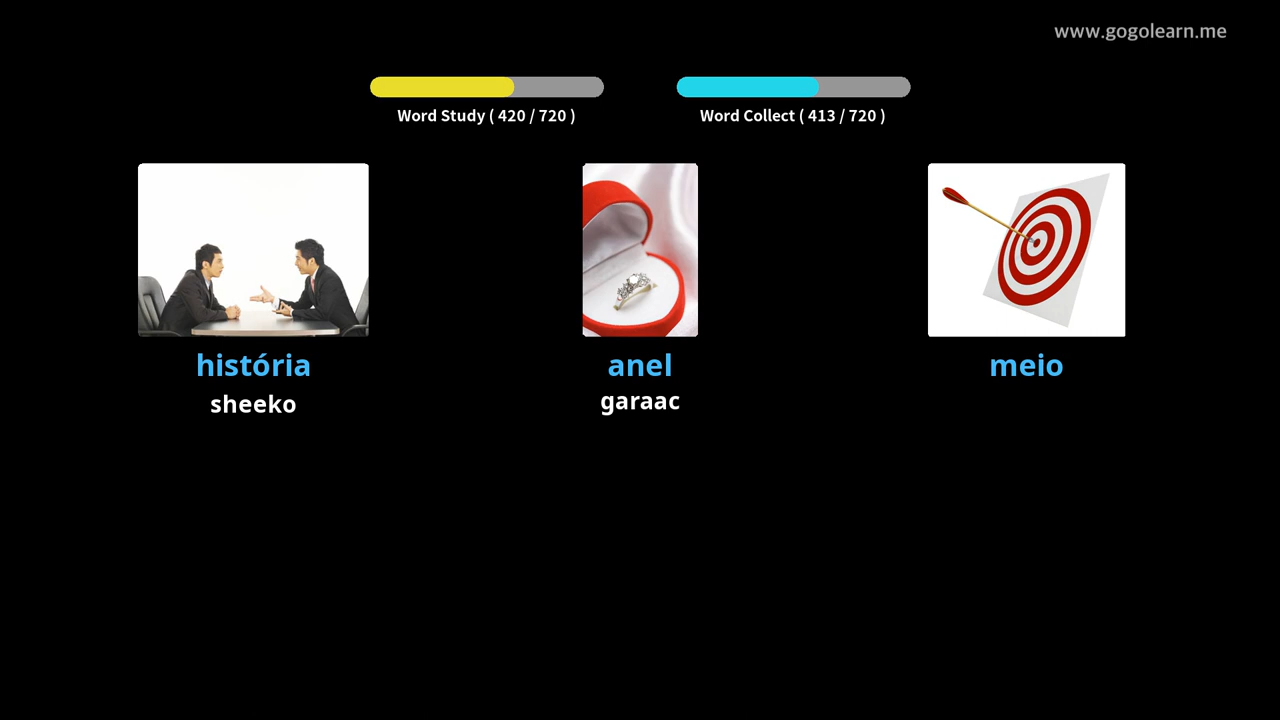 www.gogolearn.me
Word Study ( 420 / 720 )
Word Collect ( 413 / 720 )
história
anel
meio
sheeko
garaac